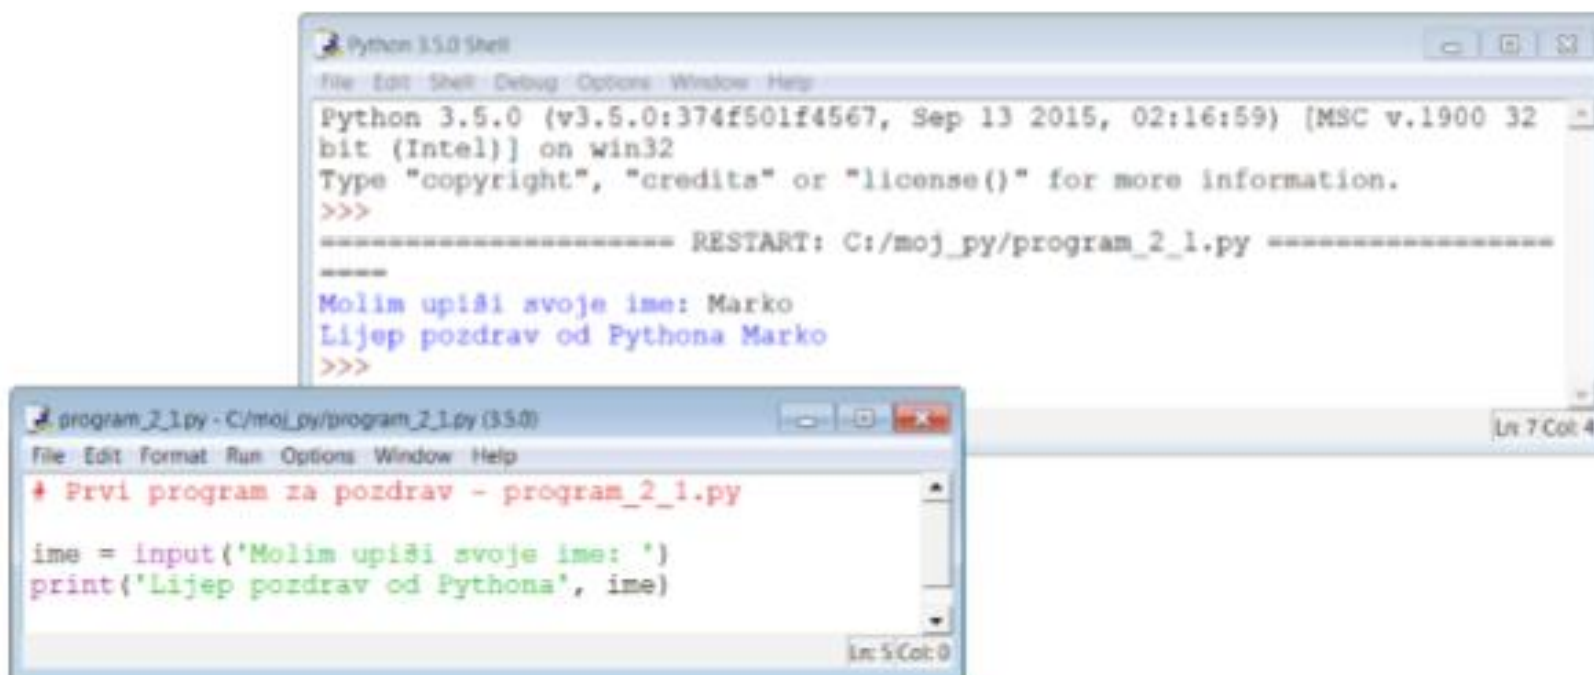 Python 3.5.0 Shell
File Edit Shell Debug Options Window Help
Python 3.5.0 (v3.5.0:374f501f4567, Sep 13 2015, 02:16:59) [MSC v.1900 32
bit (Intel)] on win32
Type "copyright", "credits" or "license()" for more information.
>>>
===================== RESTART: C:/moj_py/program_2_1.py =================
====
Molim upiši svoje ime: Marko
Lijep pozdrav od Pythona Marko
>>>
Ln: 7 Col: 4
program_2_1.py - C:/moj_py/program_2_1.py (3.5.0)
File Edit Format Run Options Window Help
# Prvi program za pozdrav - program_2_1.py
ime = input('Molim upiši svoje ime: ')
print('Lijep pozdrav od Pythona', ime)
Ln: 5 Col: 0